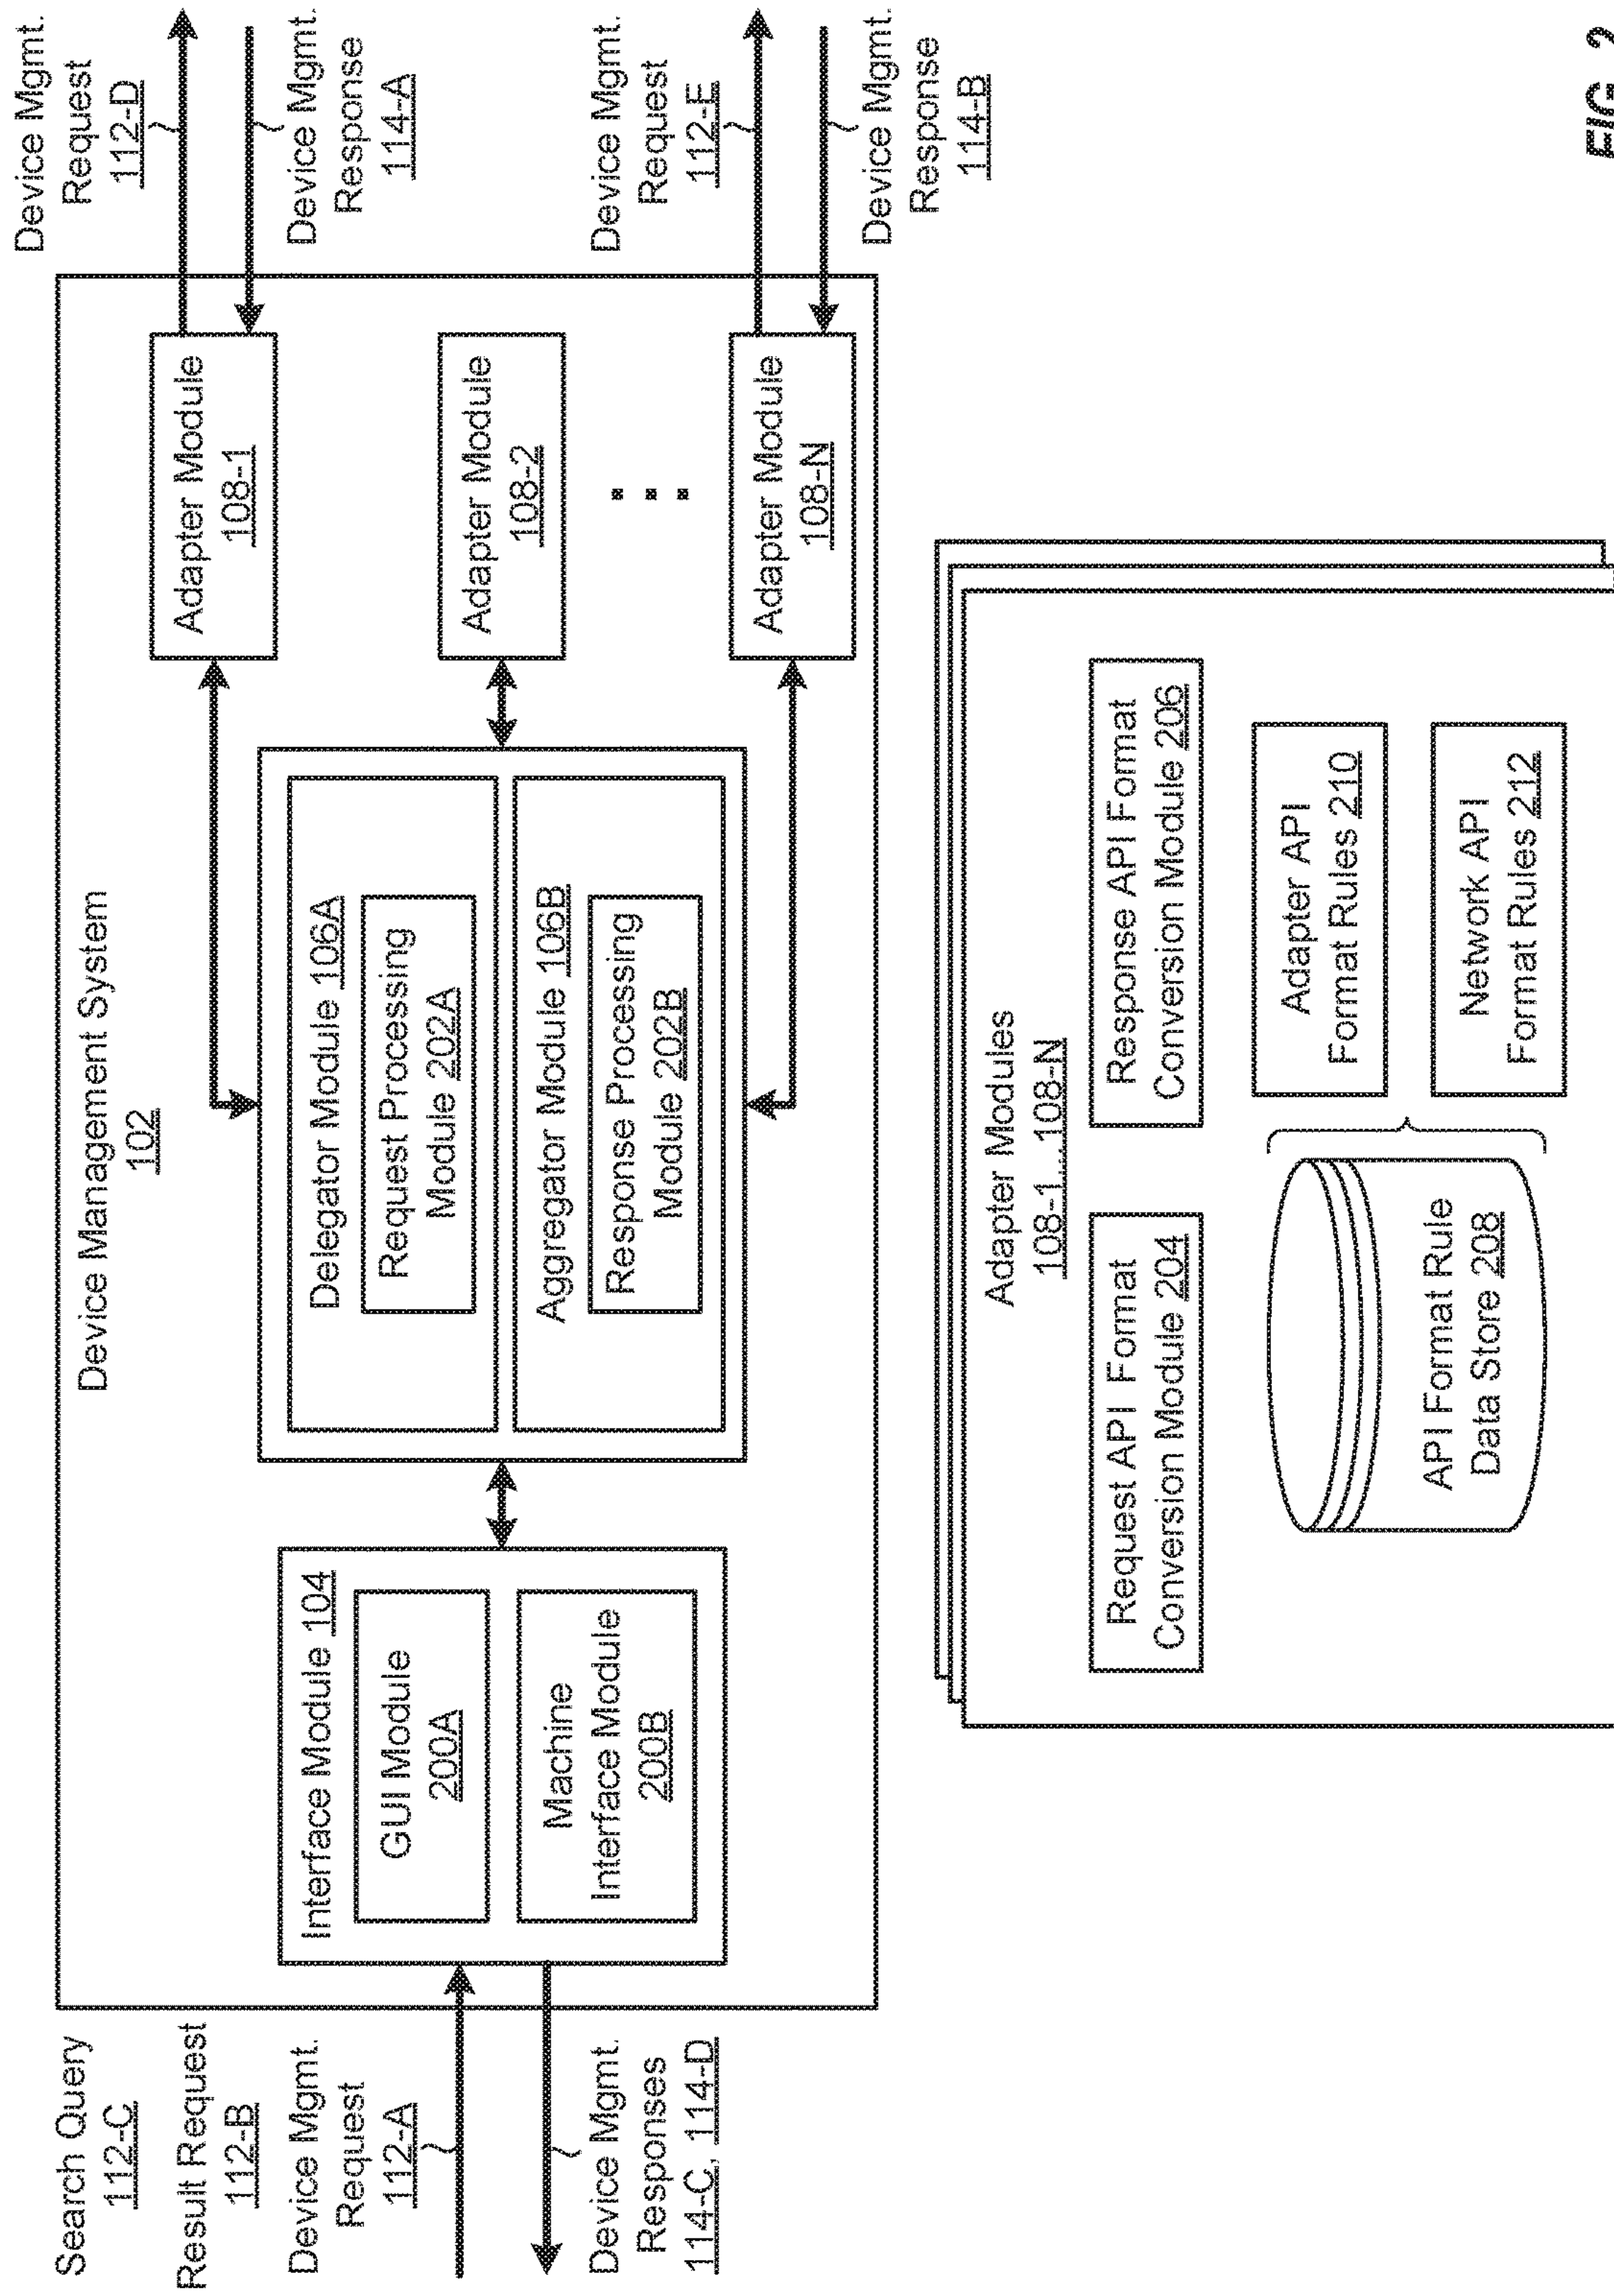 Search Query
112-C
Result Request
112-B
Device Mgmt.
Request
112-A
Device Mgmt.
Responses
114-C, 114-D
Device Management System
102
Interface Module 104
GUI Module
200A
Machine
Interface Module
200B
Delegator Module 106A
Request Processing
Module 202A
Aggregator Module 106B
Response Processing
Module 202B
Adapter Module
108-1
Adapter Module
108-2
Adapter Module
108-N
Device Mgmt.
Request
112-D
Device Mgmt.
Response
114-A
Device Mgmt.
Request
112-E
Device Mgmt.
Response
114-B
Adapter Modules
108-1...108-N
Request API Format
Conversion Module 204
Response API Format
Conversion Module 206
API Format Rule
Data Store 208
Adapter API
Format Rules 210
Network API
Format Rules 212
FIG. 2